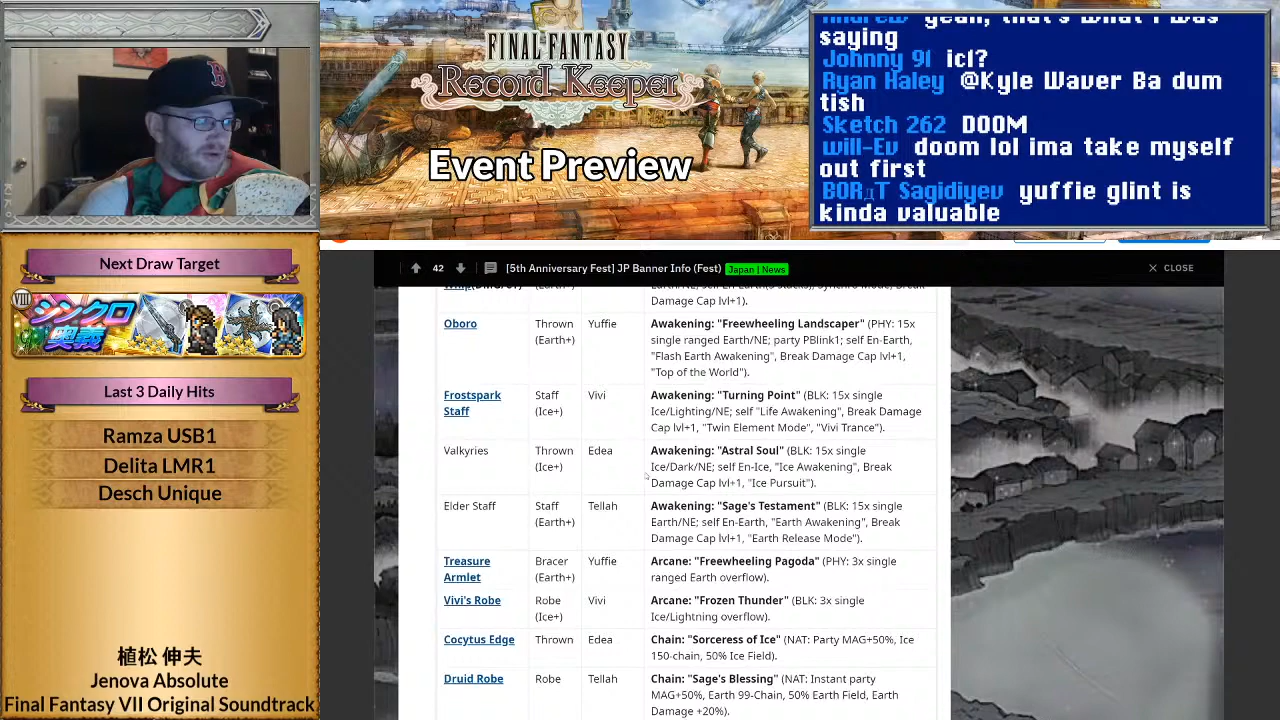 FINAL FANTASY
Record Keeper
Event Preview
saying
Johnny 91 icl?
Ryan Haley @Kyle Waver Ba dum
tish
Sketch 262 DOOM
will-Ev doom lol ima take myself
out first
BORдT Sagidiyev yuffie glint is
kinda valuable
Next Draw Target
VIII
シンクロ
奥義
Last 3 Daily Hits
Ramza USB1
Delita LMR1
Desch Unique
植松 伸夫
Jenova Absolute
Final Fantasy VII Original Soundtrack
42 [5th Anniversary Fest] JP Banner Info (Fest) Japan | News CLOSE
Damage Cap lvl+1).
Oboro Thrown (Earth+) Yuffie Awakening: "Freewheeling Landscaper" (PHY: 15x
single ranged Earth/NE; party PBlink1; self En-Earth,
"Flash Earth Awakening", Break Damage Cap lvl+1,
"Top of the World").
Frostspark Staff Staff (Ice+) Vivi Awakening: "Turning Point" (BLK: 15x single
Ice/Lighting/NE; self "Life Awakening", Break Damage
Cap lvl+1, "Twin Element Mode", "Vivi Trance").
Valkyries Thrown (Ice+) Edea Awakening: "Astral Soul" (BLK: 15x single
Ice/Dark/NE; self En-Ice, "Ice Awakening", Break
Damage Cap lvl+1, "Ice Pursuit").
Elder Staff Staff (Earth+) Tellah Awakening: "Sage's Testament" (BLK: 15x single
Earth/NE; self En-Earth, "Earth Awakening", Break
Damage Cap lvl+1, "Earth Release Mode").
Treasure Armlet Bracer (Earth+) Yuffie Arcane: "Freewheeling Pagoda" (PHY: 3x single
ranged Earth overflow).
Vivi's Robe Robe (Ice+) Vivi Arcane: "Frozen Thunder" (BLK: 3x single
Ice/Lightning overflow).
Cocytus Edge Thrown Edea Chain: "Sorceress of Ice" (NAT: Party MAG+50%, Ice
150-chain, 50% Ice Field).
Druid Robe Robe Tellah Chain: "Sage's Blessing" (NAT: Instant party
MAG+50%, Earth 99-Chain, 50% Earth Field, Earth
Damage +20%).